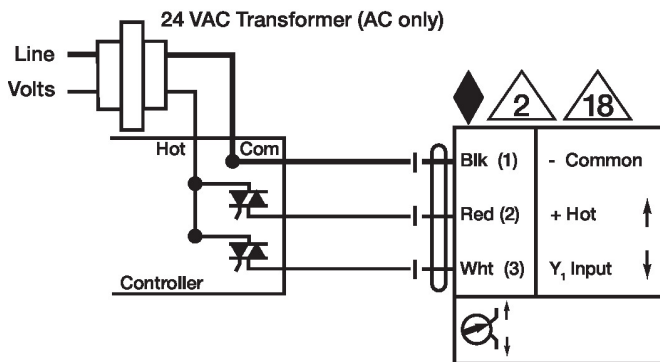 24 VAC Transformer (AC only)
Line
Volts
2
18
Hot
Com
Blk (1)
- Common
Red (2)
+ Hot
Wht (3)
Y₁ Input
Controller